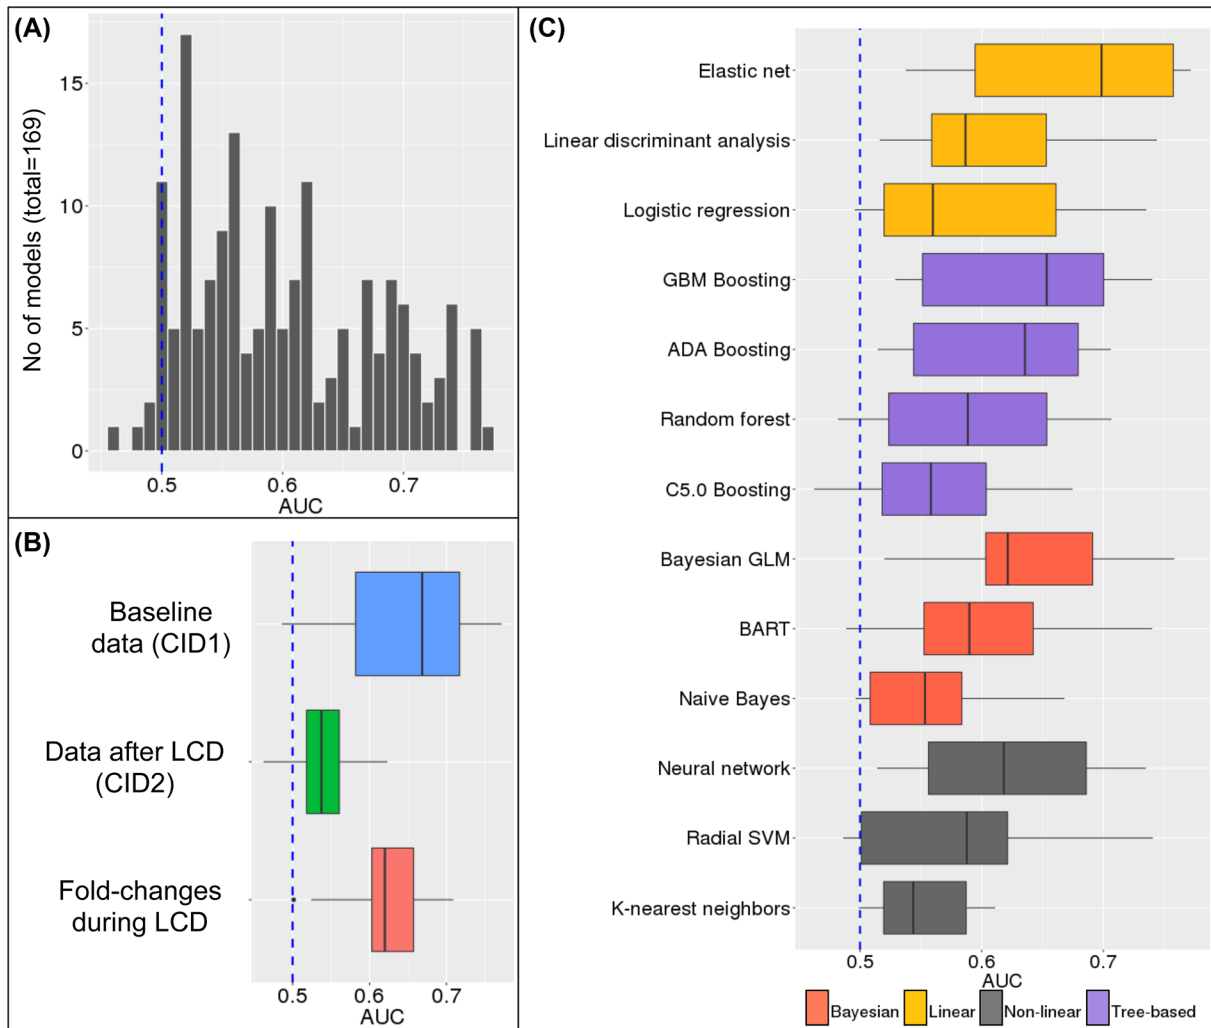 (A)
No of models (total=169)
15
10
5
0
0.5 0.6 0.7
AUC
(B)
Baseline
data (CID1)
Data after LCD
(CID2)
Fold-changes
during LCD
0.5 0.6 0.7
AUC
(C)
Elastic net
Linear discriminant analysis
Logistic regression
GBM Boosting
ADA Boosting
Random forest
C5.0 Boosting
Bayesian GLM
BART
Naive Bayes
Neural network
Radial SVM
K-nearest neighbors
0.5 0.6 0.7
AUC
Bayesian Linear Non-linear Tree-based